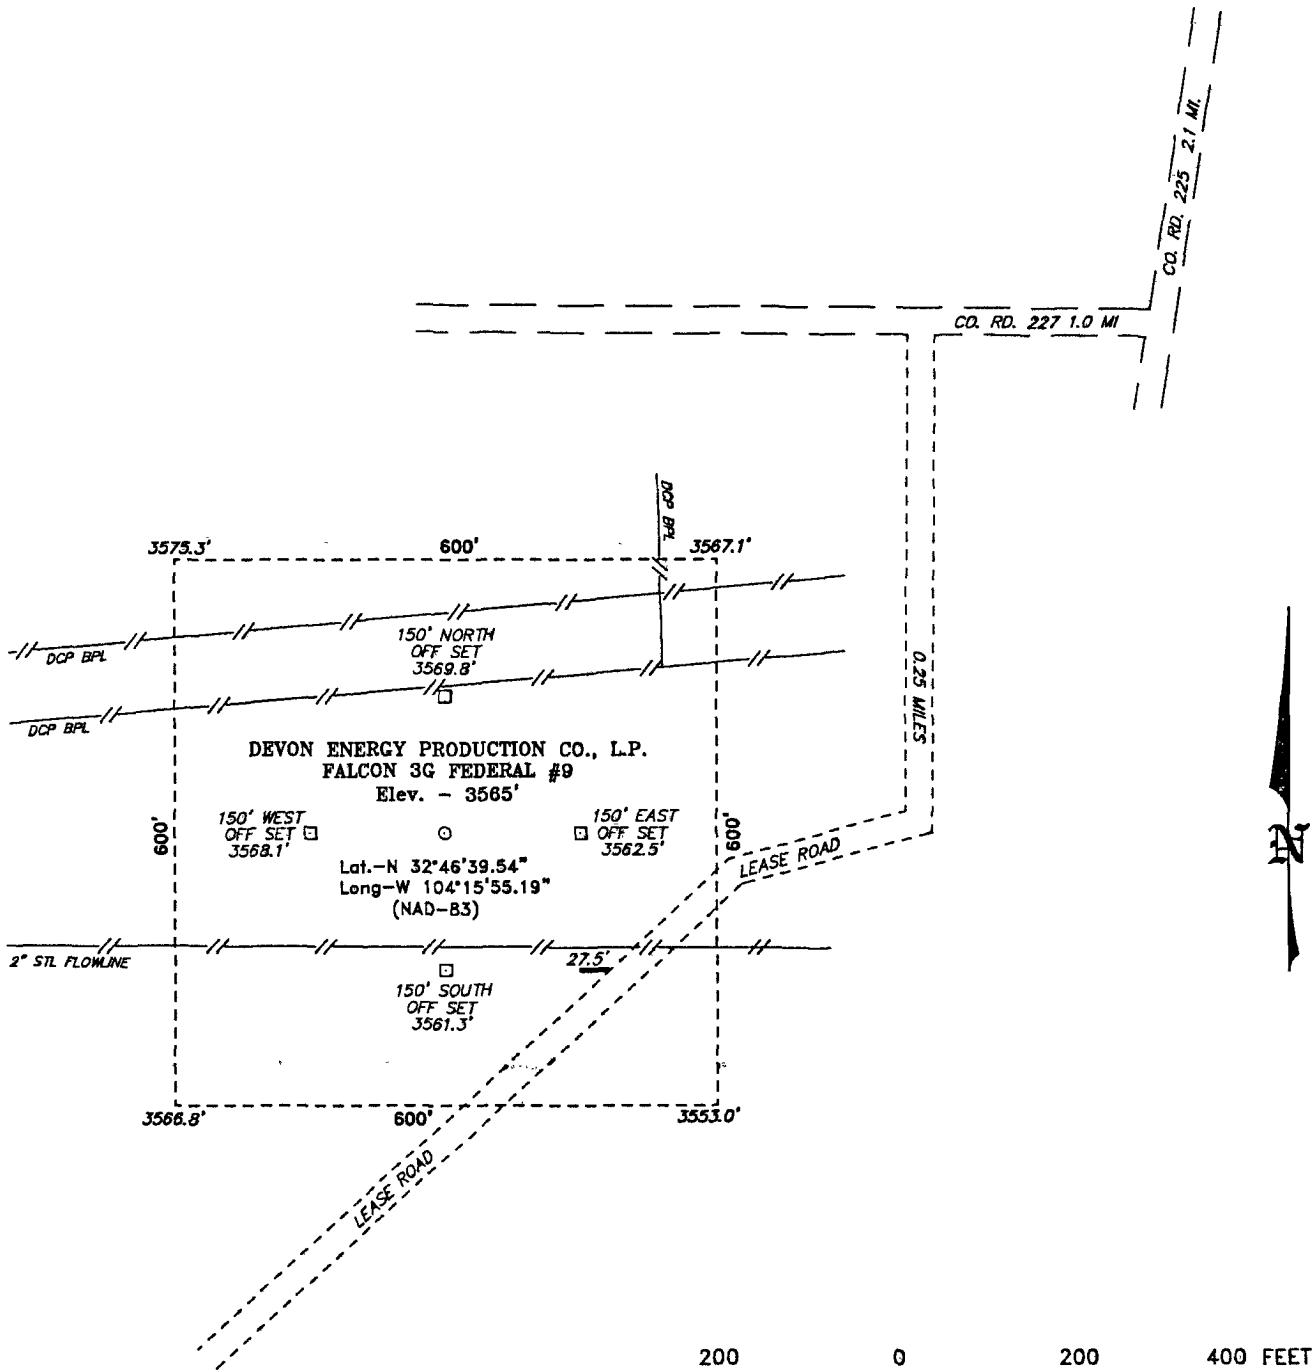 CO. RD. 225 2.1 MI.
CO. RD. 227 1.0 MI
DCP BPL
3575.3'
600'
3567.1'
DCP BPL
150' NORTH
OFF SET
3569.8'
DCP BPL
0.25 MILES
DEVON ENERGY PRODUCTION CO., L.P.
FALCON 3G FEDERAL #9
Elev. - 3565'
600'
150' WEST
OFF SET
3568.1'
150' EAST
OFF SET
3562.5'
600'
LEASE ROAD
Lat.-N 32°46'39.54"
Long-W 104°15'55.19"
(NAD-83)
2" STL FLOWLINE
27.5'
150' SOUTH
OFF SET
3561.3'
3566.8'
600'
3553.0'
LEASE ROAD
N
200 0 200 400 FEET